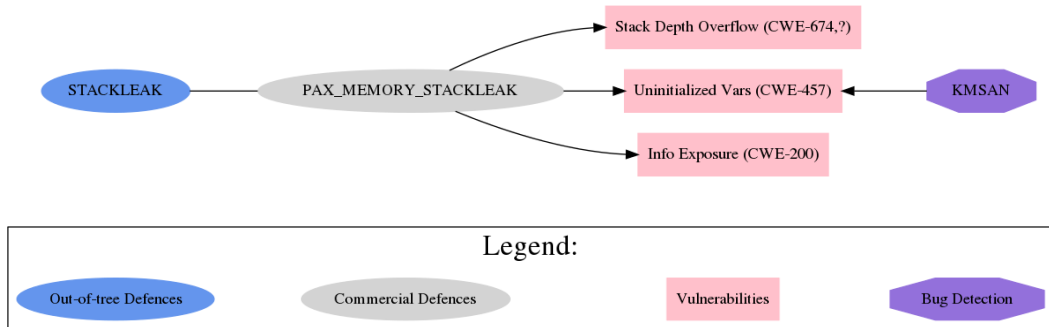 Stack Depth Overflow (CWE-674,?)
STACKLEAK
PAX_MEMORY_STACKLEAK
Uninitialized Vars (CWE-457)
KMSAN
Info Exposure (CWE-200)
Legend:
Out-of-tree Defences
Commercial Defences
Vulnerabilities
Bug Detection